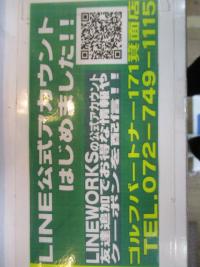 LINE公式アカウント
はじめました!!
LINEWORKSの公式アカウント
友達追加でお得な情報や
クーポンを配信!!
ゴルフパートナー171箕面店
TEL.072-749-1115